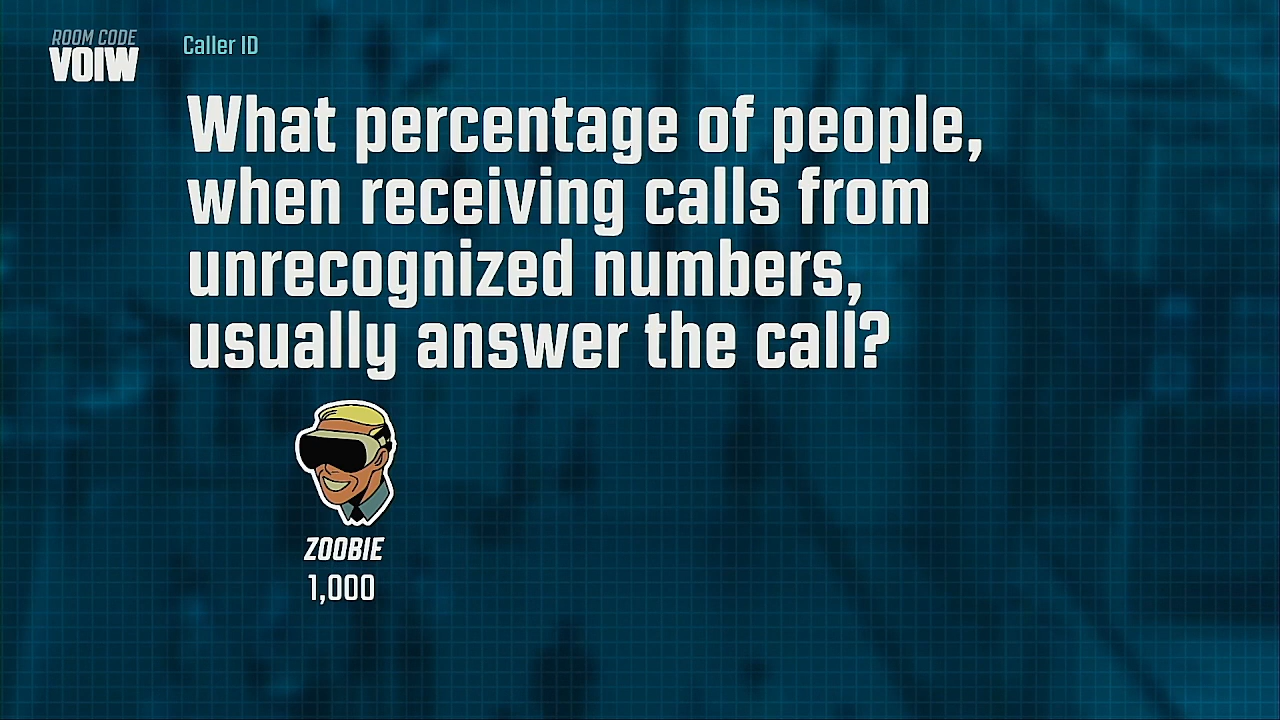 ROOM CODE
VOIW
Caller ID
What percentage of people,
when receiving calls from
unrecognized numbers,
usually answer the call?
ZOOBIE
1,000